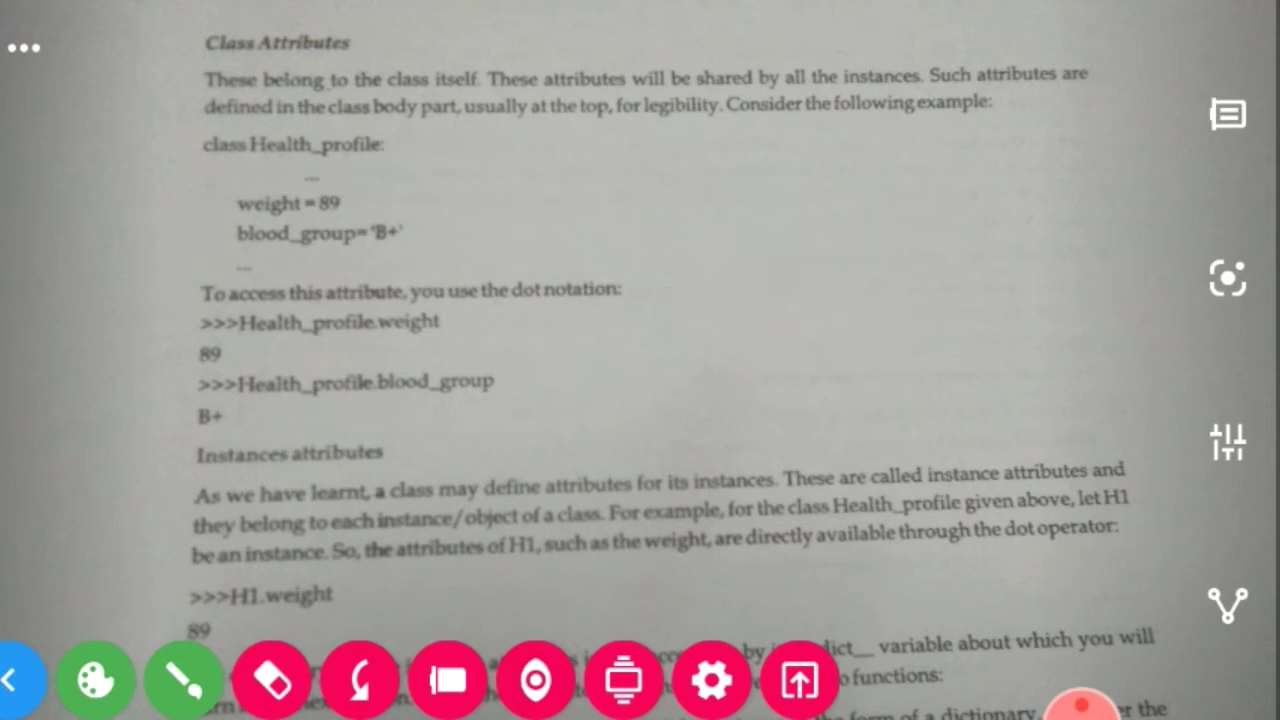 Class Attributes
These belong to the class itself. These attributes will be shared by all the instances. Such attributes are
defined in the class body part, usually at the top, for legibility. Consider the following example:
class Health_profile:
...
weight = 89
blood_group= 'B+'
...
To access this attribute, you use the dot notation:
>>>Health_profile.weight
89
>>>Health_profile.blood_group
B+
Instances attributes
As we have learnt, a class may define attributes for its instances. These are called instance attributes and
they belong to each instance/object of a class. For example, for the class Health_profile given above, let H1
be an instance. So, the attributes of H1, such as the weight, are directly available through the dot operator:
>>>H1.weight
89
by variable about which you will
functions:
form of a dictionary the